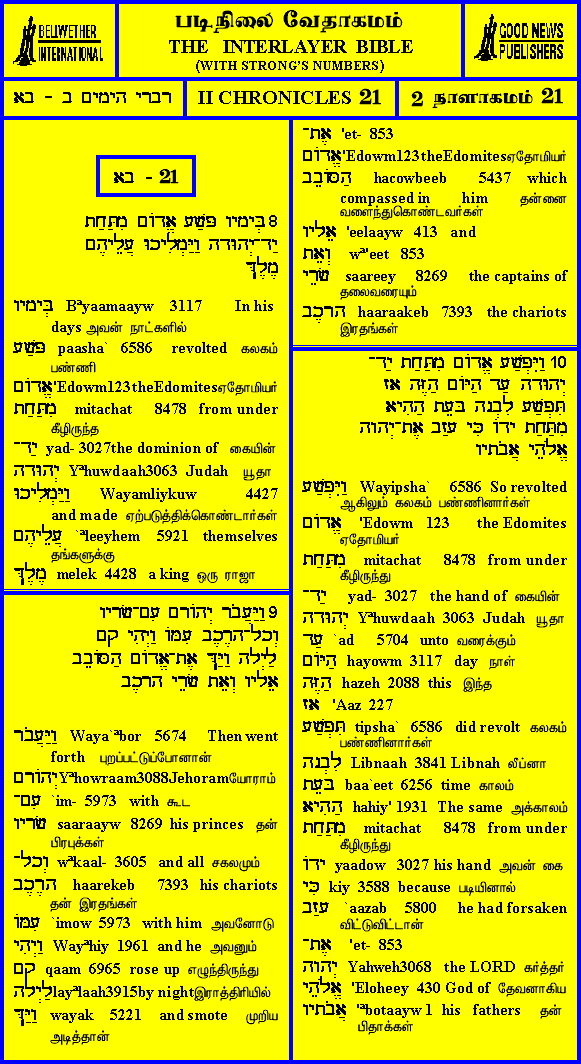 BELLWETHER
INTERNATIONAL
படிநிலை வேதாகமம்
THE INTERLAYER BIBLE
(WITH STRONG'S NUMBERS)
GOOD NEWS
PUBLISHERS
דברי הימים ב - בא
II CHRONICLES 21
2 நாளாகமம் 21
בא - 21
8 בְּיָמָיו פָּשַׁע אֱדוֹם מִתַּחַת
יַד־יְהוּדָה וַיַּמְלִיכוּ עֲלֵיהֶם
מֶלֶךְ
בְּיָמָיו Bªyaamaayw 3117 In his
days அவன் நாட்களில்
פָּשַׁע paasha` 6586 revolted கலகம்
பண்ணி
אֱדוֹם 'Edowm123theEdomitesஏதோமியர்
מִתַּחַת mitachat 8478 from under
கீழிருந்த
יַד־ yad- 3027the dominion of கையின்
יְהוּדָה Yªhuwdaah3063 Judah யூதா
וַיַּמְלִיכוּ Wayamliykuw 4427
and made ஏற்படுத்திக்கொண்டார்கள்
עֲלֵיהֶם `ªleeyhem 5921 themselves
தங்களுக்கு
מֶלֶךְ melek 4428 a king ஒரு ராஜா
9 וַיַּעֲבֹר יְהוֹרָם עִם־שָׂרָיו
וְכָל־הָרֶכֶב עִמּוֹ וַיְהִי קָם
לַיְלָה וַיַּךְ אֶת־אֱדוֹם הַסּוֹבֵב
אֵלָיו וְאֵת שָׂרֵי הרכב
וַיַּעֲבֹר Waya`ªbor 5674 Then went
forth புறப்பட்டுப்போனான்
יְהוֹרָם Yªhowraam3088Jehoramயோராம்
עִם־ `im- 5973 with கூட
שָׂרָיו saaraayw 8269 his princes தன்
பிரபுக்கள்
וְכָל־ wªkaal- 3605 and all சகலமும்
הָרֶכֶב haarekeb 7393 his chariots
தன் இரதங்கள்
עִמּוֹ `imow 5973 with him அவனோடு
וַיְהִי Wayªhiy 1961 and he அவனும்
קָם qaam 6965 rose up எழுந்திருந்து
לַיְלָה layªlaah3915by nightஇராத்திரியில்
וַיַּךְ wayak 5221 and smote முறிய
அடித்தான்
אֶת־ 'et- 853
אֱדוֹם 'Edowm123theEdomitesஏதோமியர்
הַסּוֹבֵב hacowbeeb 5437 which
compassed in him தன்னை
வளைந்துகொண்டவர்கள்
אֵלָיו 'eelaayw 413 and
וְאֵת wª'eet 853
שָׂרֵי saareey 8269 the captains of
தலைவரையும்
הרכב haaraakeb 7393 the chariots
இரதங்கள்
10 וַיִּפְשַׁע אֱדוֹם מִתַּחַת יַד־
יְהוּדָה עַד הַיּוֹם הַזֶּה אָז
תִּפְשַׁע לִבְנָה בָּעֵת הַהִיא
מִתַּחַת יָדוֹ כִּי עָזַב אֶת־יְהוָה
אֱלֹהֵי אֲבֹתָיו
וַיִּפְשַׁע Wayipsha` 6586 So revolted
ஆகிலும் கலகம் பண்ணினார்கள்
אֱדוֹם 'Edowm 123 the Edomites
ஏதோமியர்
מִתַּחַת mitachat 8478 from under
கீழிருந்து
יַד־ yad- 3027 the hand of கையின்
יְהוּדָה Yªhuwdaah 3063 Judah யூதா
עַד `ad 5704 unto வரைக்கும்
הַיּוֹם hayowm 3117 day நாள்
הַזֶּה hazeh 2088 this இந்த
אָז 'Aaz 227
תִּפְשַׁע tipsha` 6586 did revolt கலகம்
பண்ணினார்கள்
לִבְנָה Libnaah 3841 Libnah லீப்னா
בָּעֵת baa`eet 6256 time காலம்
הַהִיא hahiy' 1931 The same அக்காலம்
מִתַּחַת mitachat 8478 from under
கீழிருந்து
יָדוֹ yaadow 3027 his hand அவன் கை
כִּי kiy 3588 because படியினால்
עָזַב `aazab 5800 he had forsaken
விட்டுவிட்டான்
אֶת־ 'et- 853
יְהוָה Yahweh3068 the LORD கர்த்தர்
אֱלֹהֵי 'Eloheey 430 God of தேவனாகிய
אֲבֹתָיו 'ªbotaayw 1 his fathers தன்
பிதாக்கள்